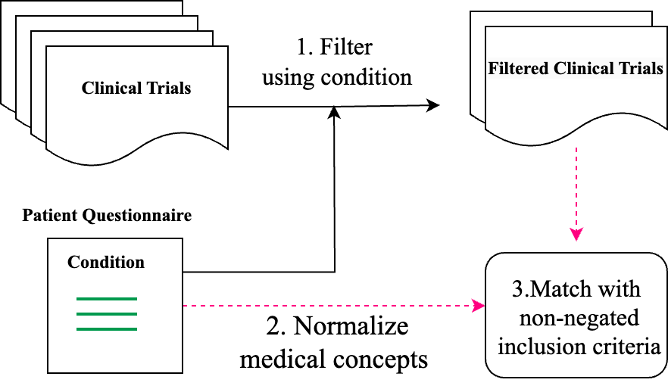 Clinical Trials
1. Filter
using condition
Filtered Clinical Trials
Patient Questionnaire
Condition
2. Normalize
medical concepts
3.Match with
non-negated
inclusion criteria